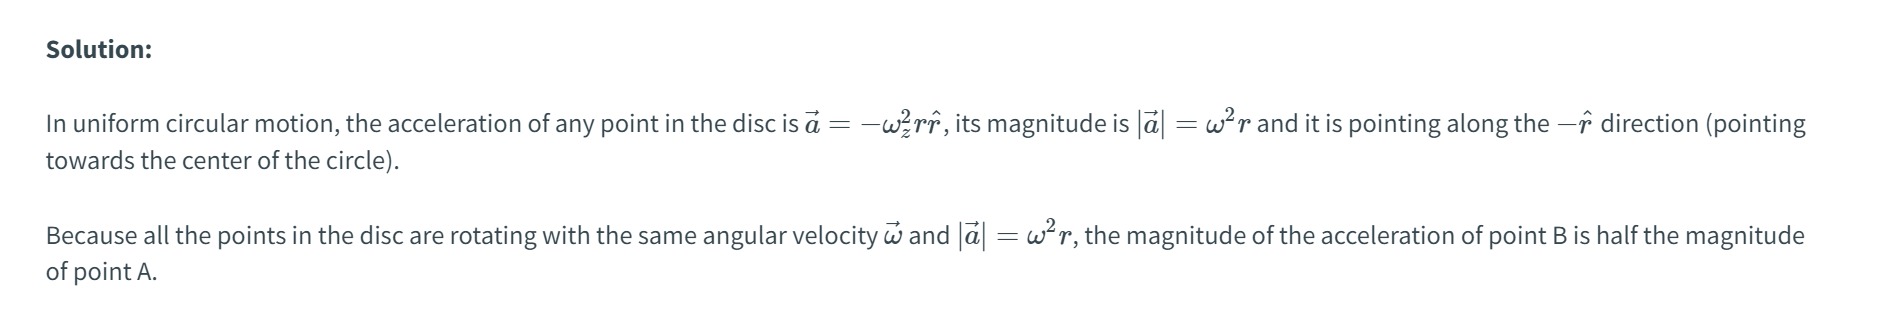 Solution:
In uniform circular motion, the acceleration of any point in the disc is $\vec{a} = -\omega_z^2 r\hat{r}$, its magnitude is $|\vec{a}| = \omega^2 r$ and it is pointing along the $-\hat{r}$ direction (pointing
towards the center of the circle).
Because all the points in the disc are rotating with the same angular velocity $\vec{\omega}$ and $|\vec{a}| = \omega^2 r$, the magnitude of the acceleration of point B is half the magnitude
of point A.